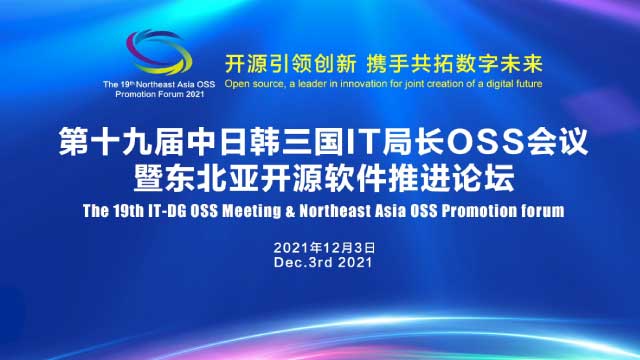 The 19th Northeast Asia OSS
Promotion Forum 2021
开源引领创新 携手共拓数字未来
Open source, a leader in innovation for joint creation of a digital future
第十九届中日韩三国IT局长OSS会议
暨东北亚开源软件推进论坛
The 19th IT-DG OSS Meeting & Northeast Asia OSS Promotion forum
2021年12月3日
Dec.3rd 2021